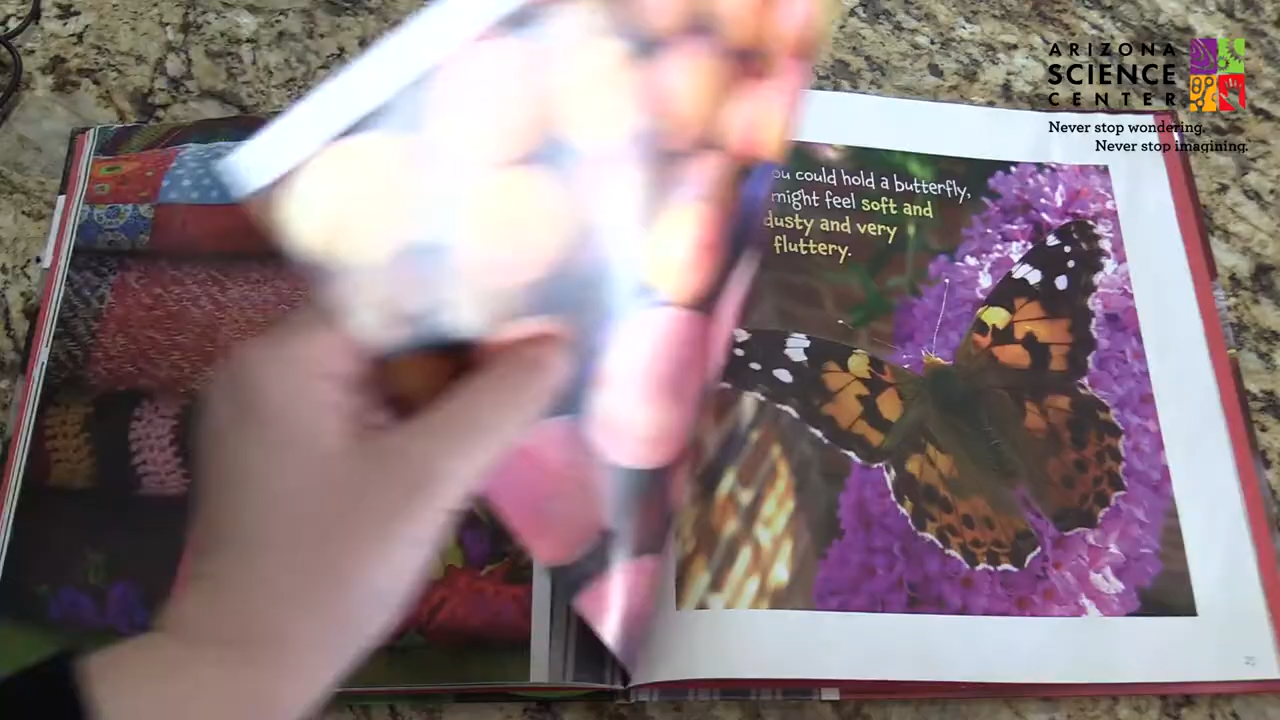 ARIZONA
SCIENCE
CENTER
Never stop wondering.
Never stop imagining.
could hold a butterfly,
might feel soft and
dusty and very
fluttery.